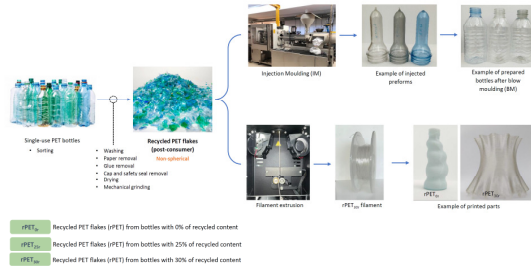 Injection Moulding (IM)
Example of injected
preforms
Example of prepared
bottles after blow
moulding (BM)
Single-use PET bottles
• Sorting
• Washing
• Paper removal
• Glue removal
• Cap and safety seal removal
• Drying
• Mechanical grinding
Recycled PET flakes
(post-consumer)
Non-spherical
Filament extrusion
filament
Example of printed parts
Recycled PET flakes (rPET) from bottles with 0% of recycled content
Recycled PET flakes (rPET) from bottles with 25% of recycled content
Recycled PET flakes (rPET) from bottles with 30% of recycled content